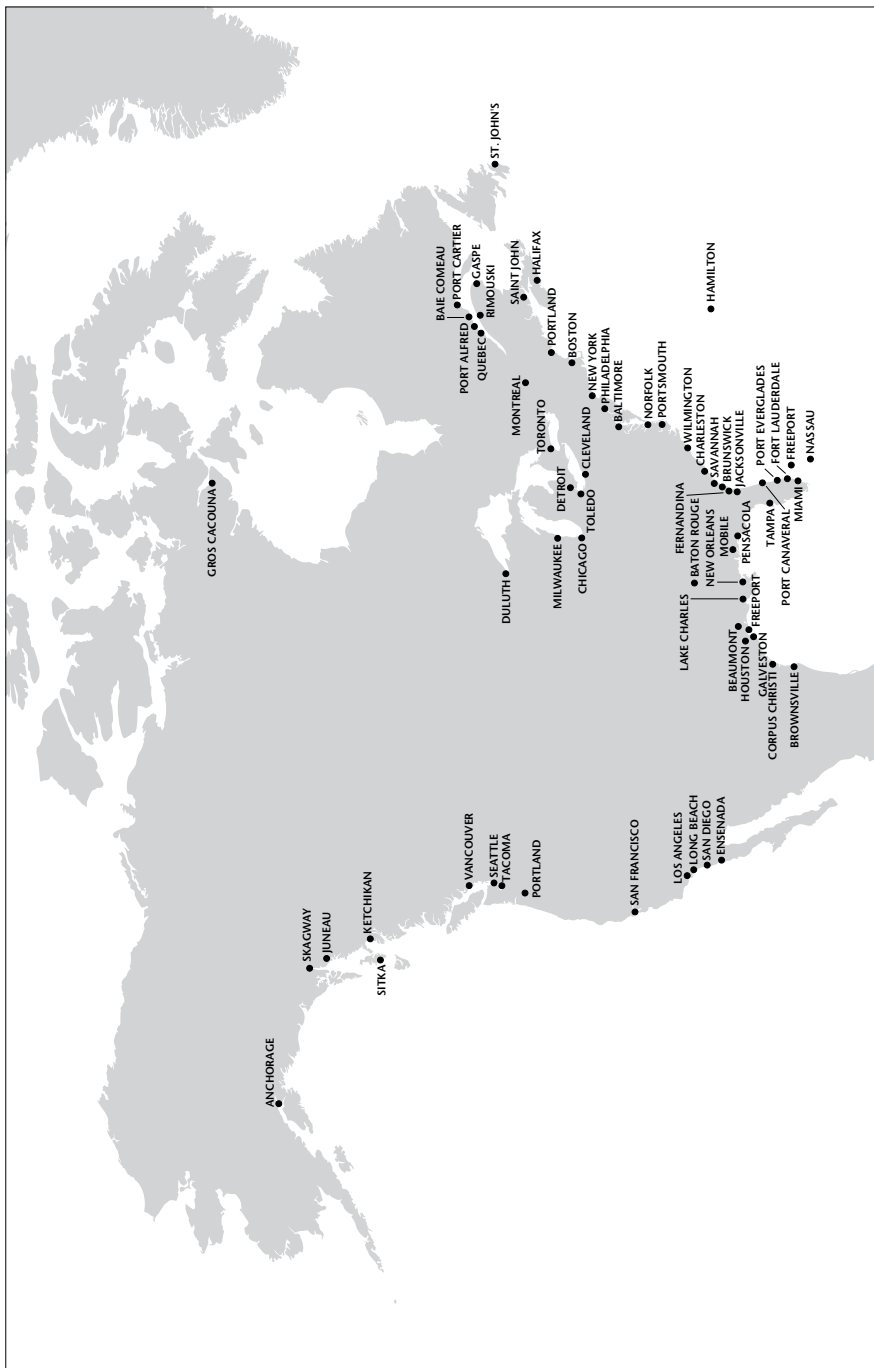 ANCHORAGE
SKAGWAY
JUNEAU
SITKA
KETCHIKAN
VANCOUVER
SEATTLE
TACOMA
PORTLAND
SAN FRANCISCO
LOS ANGELES
LONG BEACH
SAN DIEGO
ENSENADA
GROS CACOUNA
DULUTH
MILWAUKEE
CHICAGO
DETROIT
TOLEDO
CLEVELAND
TORONTO
MONTREAL
BAIE COMEAU
PORT CARTIER
PORT ALFRED
QUEBEC
GASPE
RIMOUSKI
ST. JOHN'S
SAINT JOHN
HALIFAX
PORTLAND
BOSTON
NEW YORK
PHILADELPHIA
BALTIMORE
NORFOLK
PORTSMOUTH
HAMILTON
WILMINGTON
CHARLESTON
SAVANNAH
BRUNSWICK
JACKSONVILLE
FERNANDINA
BATON ROUGE
NEW ORLEANS
MOBILE
PENSACOLA
LAKE CHARLES
BEAUMONT
HOUSTON
FREEPORT
GALVESTON
CORPUS CHRISTI
BROWNSVILLE
TAMPA
PORT CANAVERAL
PORT EVERGLADES
FORT LAUDERDALE
FREEPORT
MIAMI
NASSAU